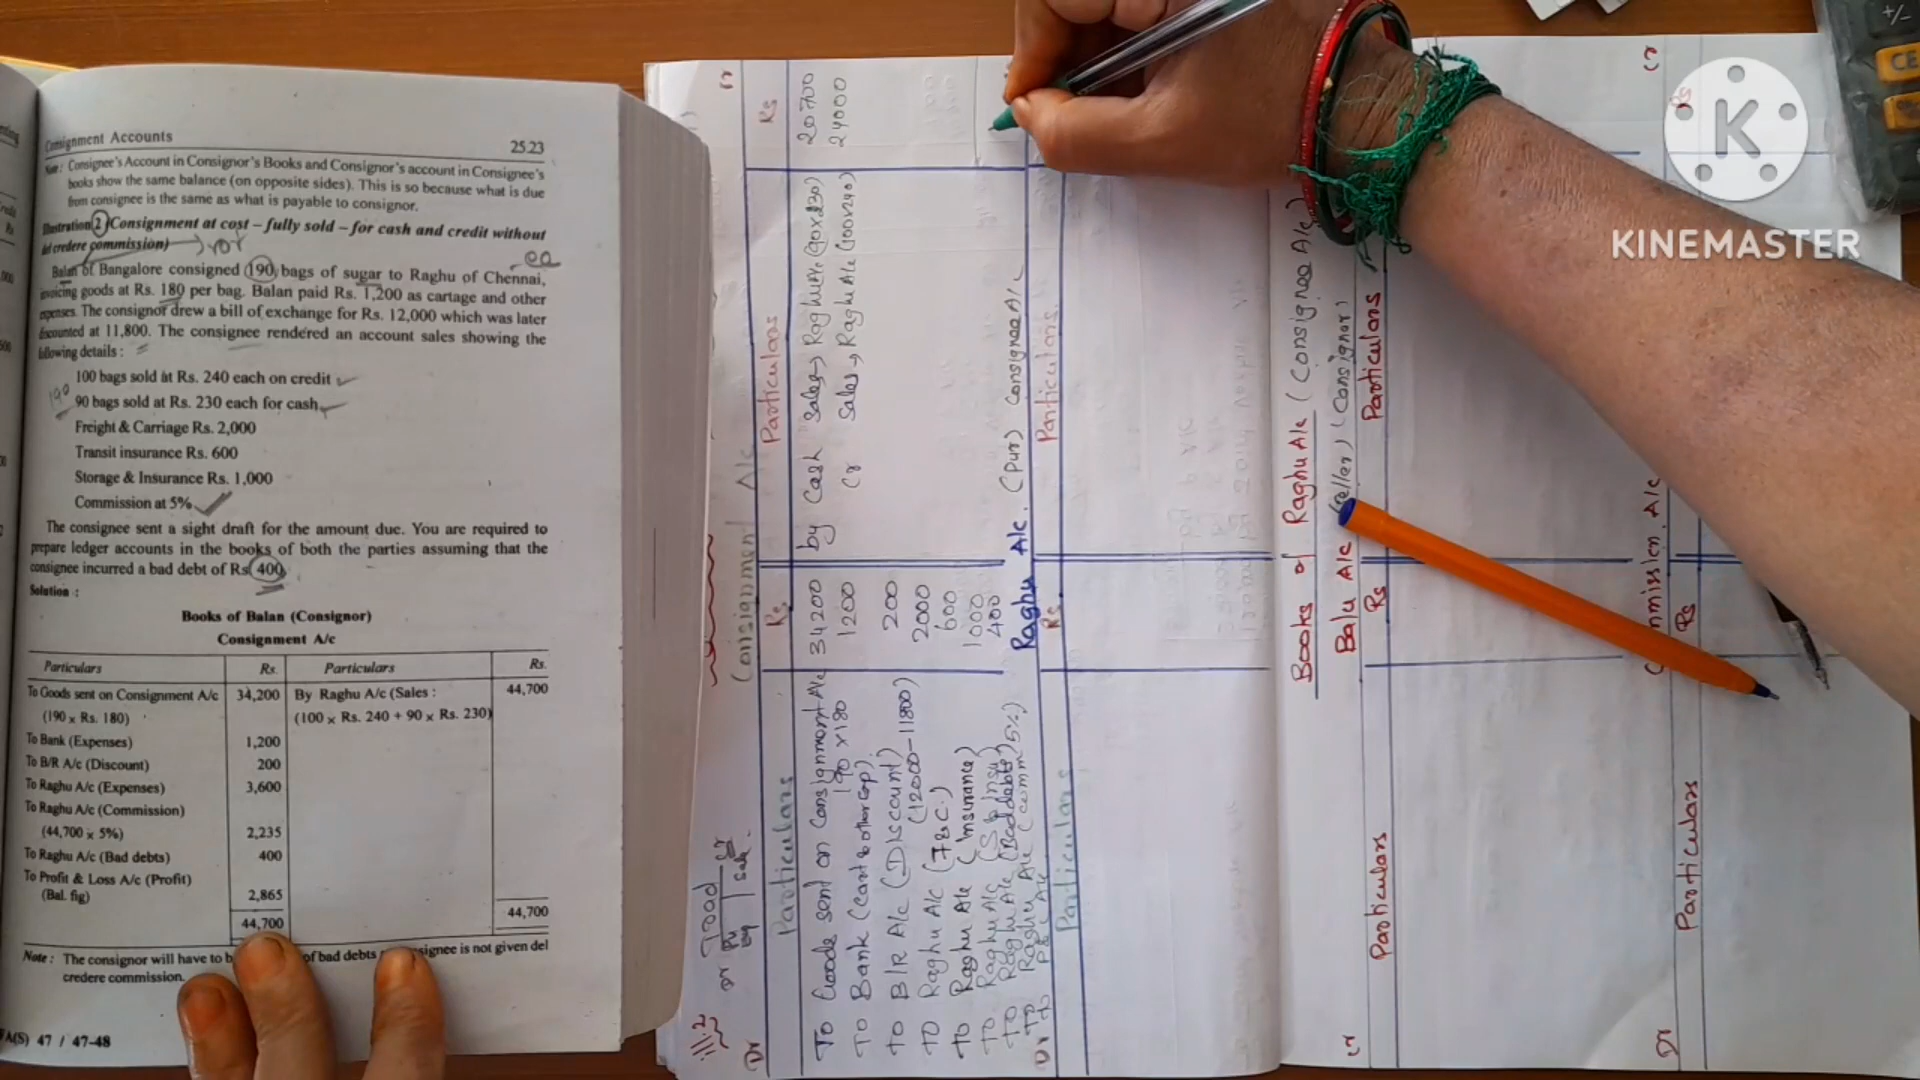 Consignment Accounts
25.23
Note : Consignee's Account in Consignor's Books and Consignor's account in Consignee's
books show the same balance (on opposite sides). This is so because what is due
from consignee is the same as what is payable to consignor.
Illustration 2 (Consignment at cost – fully sold – for cash and credit without
del credere commission)
Balan of Bangalore consigned 190 bags of sugar to Raghu of Chennai,
invoicing goods at Rs. 180 per bag. Balan paid Rs. 1,200 as cartage and other
expenses. The consignor drew a bill of exchange for Rs. 12,000 which was later
discounted at 11,800. The consignee rendered an account sales showing the
following details :
100 bags sold at Rs. 240 each on credit
190
90 bags sold at Rs. 230 each for cash
Freight & Carriage Rs. 2,000
Transit insurance Rs. 600
Storage & Insurance Rs. 1,000
Commission at 5%
The consignee sent a sight draft for the amount due. You are required to
prepare ledger accounts in the books of both the parties assuming that the
consignee incurred a bad debt of Rs. 400.
Solution :
Books of Balan (Consignor)
Consignment A/c
Particulars Rs. Particulars Rs.
To Goods sent on Consignment A/c 34,200 By Raghu A/c (Sales : 44,700
(190 x Rs. 180) (100 x Rs. 240 + 90 x Rs. 230)
To Bank (Expenses) 1,200
To B/R A/c (Discount) 200
To Raghu A/c (Expenses) 3,600
To Raghu A/c (Commission)
(44,700 x 5%) 2,235
To Raghu A/c (Bad debts) 400
To Profit & Loss A/c (Profit)
(Bal. fig) 2,865
44,700 44,700
Note : The consignor will have to b of bad debts signee is not given del
credere commission.
A(S) 47 / 47-48
Consignment A/c
Dr
Cr
Particulars Rs Particulars Rs
To Goods sent on Consignment A/c 34200 by Cash Sales → Raghu A/c (90x230) 20700
190 x 180
To Bank (Cart & other exp). 1200 Cr Sales → Raghu A/c (100x240) 24000
To B/R A/c (Discount) 200
(12000-11800)
To Raghu A/c (F&C.) 2000
To Raghu A/c (Insurance) 600
To Raghu A/c (S & Insu) 1000
To Raghu A/c (Bad debts) 400
To Raghu A/c (Comm 5%)
To P&L A/c
Raghu A/c. (Pur) Consignee A/c
Dr
Particulars Rs Particulars
Books of Raghu A/c (Consignee A/c)
Balu A/c (seller) (Consignor)
Cr
Particulars Rs Particulars
Commission. A/c
Dr
Cr
Particulars Rs
Rs
CE
KINEMASTER